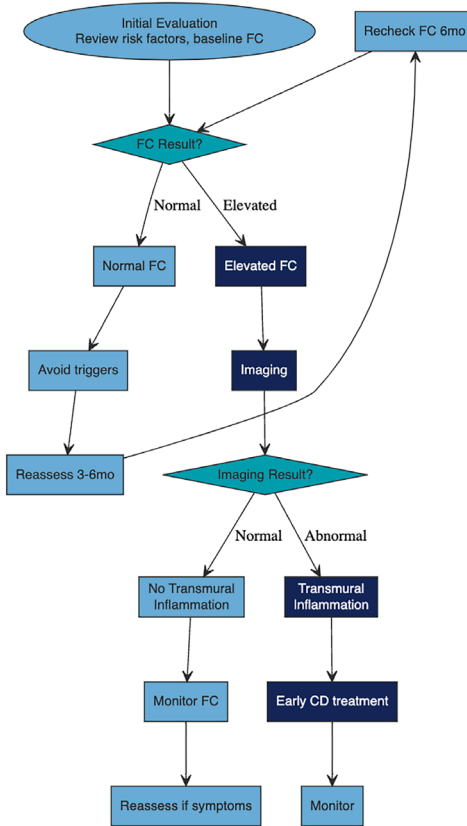 Initial Evaluation
Review risk factors, baseline FC
Recheck FC 6mo
FC Result?
Normal
Elevated
Normal FC
Elevated FC
Avoid triggers
Imaging
Reassess 3-6mo
Imaging Result?
Normal
Abnormal
No Transmural
Inflammation
Transmural
Inflammation
Monitor FC
Early CD treatment
Reassess if symptoms
Monitor